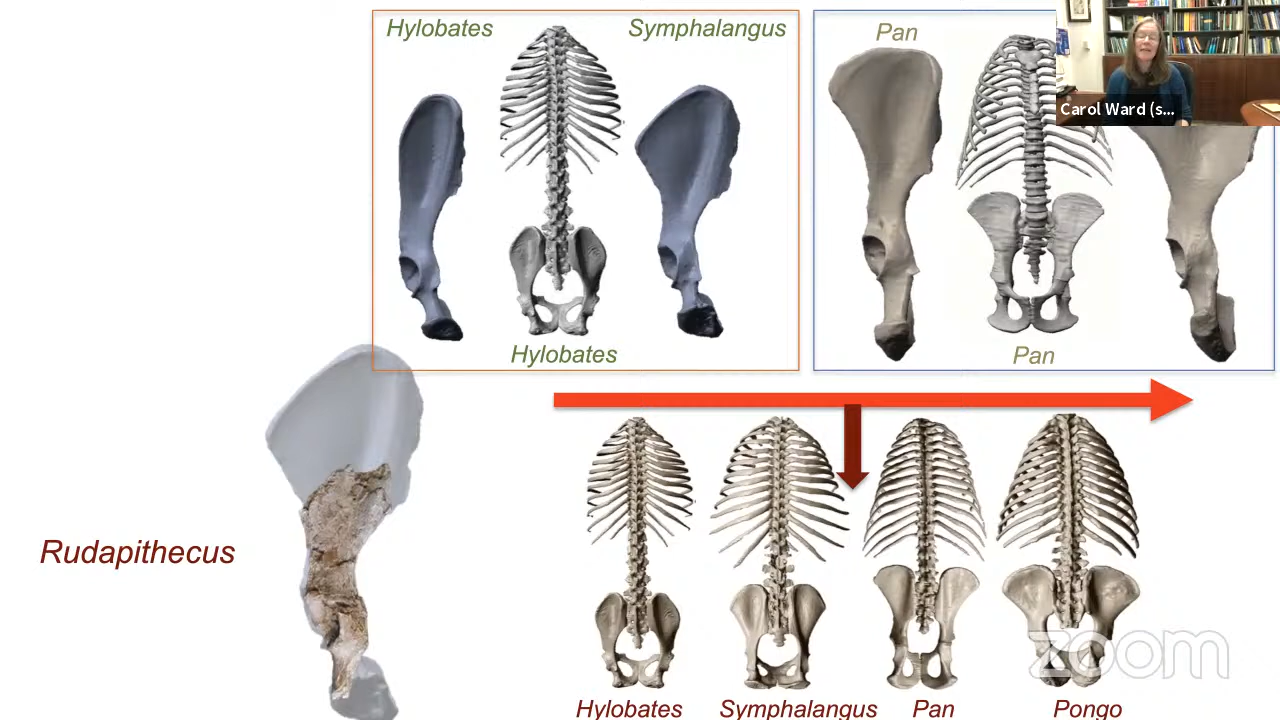 Hylobates
Symphalangus
Pan
Carol Ward (s...
Hylobates
Pan
Rudapithecus
Hylobates
Symphalangus
Pan
Pongo
zoom